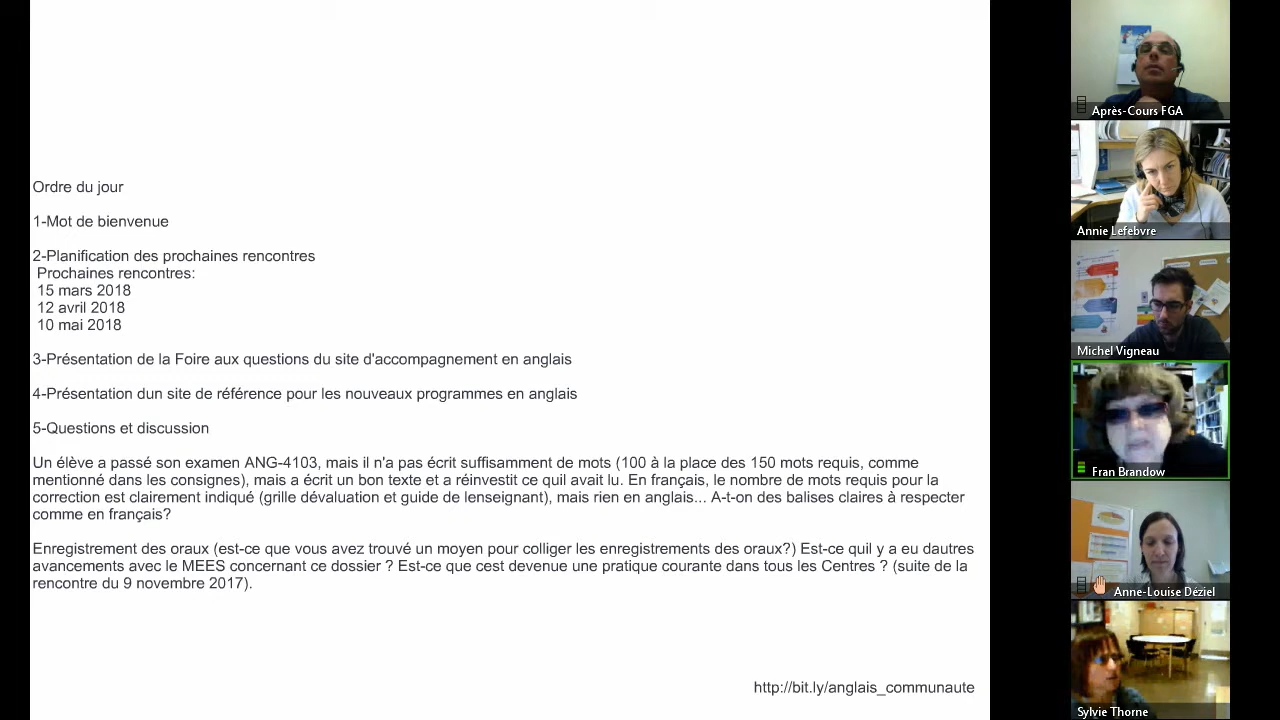 Ordre du jour
1-Mot de bienvenue
2-Planification des prochaines rencontres
Prochaines rencontres:
15 mars 2018
12 avril 2018
10 mai 2018
3-Présentation de la Foire aux questions du site d'accompagnement en anglais
4-Présentation dun site de référence pour les nouveaux programmes en anglais
5-Questions et discussion
Un élève a passé son examen ANG-4103, mais il n'a pas écrit suffisamment de mots (100 à la place des 150 mots requis, comme
mentionné dans les consignes), mais a écrit un bon texte et a réinvestit ce quil avait lu. En français, le nombre de mots requis pour la
correction est clairement indiqué (grille dévaluation et guide de lenseignant), mais rien en anglais... A-t-on des balises claires à respecter
comme en français?
Enregistrement des oraux (est-ce que vous avez trouvé un moyen pour colliger les enregistrements des oraux?) Est-ce quil y a eu dautres
avancements avec le MEES concernant ce dossier ? Est-ce que cest devenue une pratique courante dans tous les Centres ? (suite de la
rencontre du 9 novembre 2017).
http://bit.ly/anglais_communaute
Après-Cours FGA
Annie Lefebvre
Michel Vigneau
Fran Brandow
Anne-Louise Déziel
Sylvie Thorne